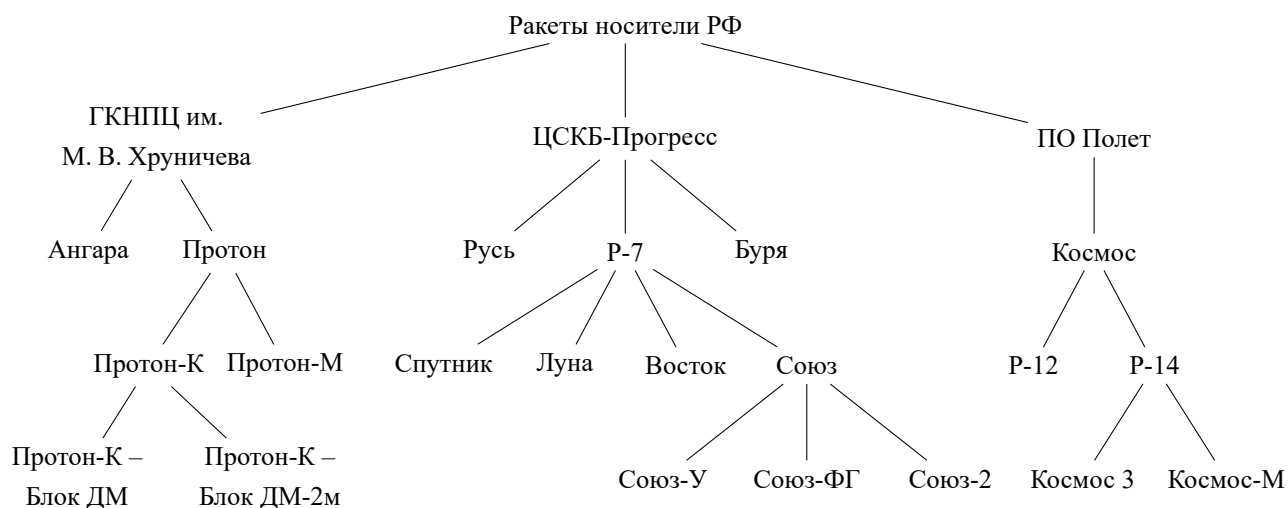 Ракеты носители РФ
ГКНПЦ им.
М. В. Хруничева
ЦСКБ-Прогресс
ПО Полет
Ангара
Протон
Русь
Р-7
Буря
Космос
Протон-К
Протон-М
Спутник
Луна
Восток
Союз
Р-12
Р-14
Протон-К –
Блок ДМ
Протон-К –
Блок ДМ-2м
Союз-У
Союз-ФГ
Союз-2
Космос 3
Космос-М